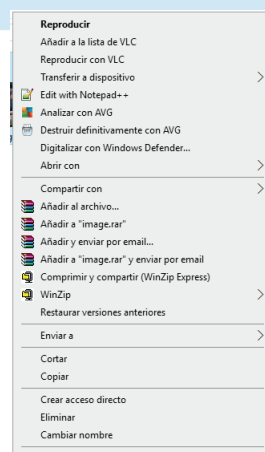 Reproducir
Añadir a la lista de VLC
Reproducir con VLC
Transferir a dispositivo
Edit with Notepad++
Analizar con AVG
Destruir definitivamente con AVG
Digitalizar con Windows Defender...
Abrir con
Compartir con
Añadir al archivo...
Añadir a "image.rar"
Añadir y enviar por email...
Añadir a "image.rar" y enviar por email
Comprimir y compartir (WinZip Express)
WinZip
Restaurar versiones anteriores
Enviar a
Cortar
Copiar
Crear acceso directo
Eliminar
Cambiar nombre